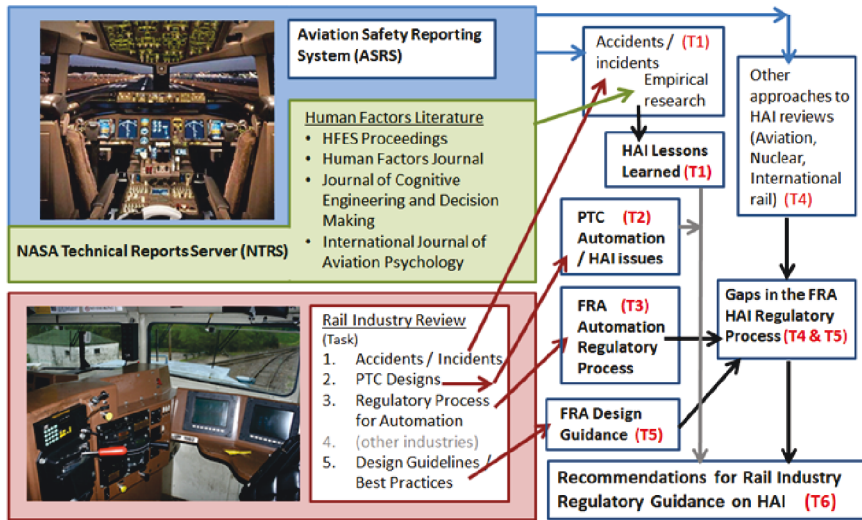 Aviation Safety Reporting
System (ASRS)
Human Factors Literature
• HFES Proceedings
• Human Factors Journal
• Journal of Cognitive
Engineering and Decision
Making
• International Journal of
Aviation Psychology
NASA Technical Reports Server (NTRS)
Rail Industry Review
(Task)
1. Accidents / Incidents
2. PTC Designs
3. Regulatory Process
for Automation
4. (other industries)
5. Design Guidelines /
Best Practices
Accidents / (T1)
incidents
Empirical
research
HAI Lessons
Learned (T1)
PTC (T2)
Automation
/ HAI issues
FRA (T3)
Automation
Regulatory
Process
FRA Design
Guidance (T5)
Other
approaches to
HAI reviews
(Aviation,
Nuclear,
International
rail) (T4)
Gaps in the FRA
HAI Regulatory
Process (T4 & T5)
Recommendations for Rail Industry
Regulatory Guidance on HAI (T6)